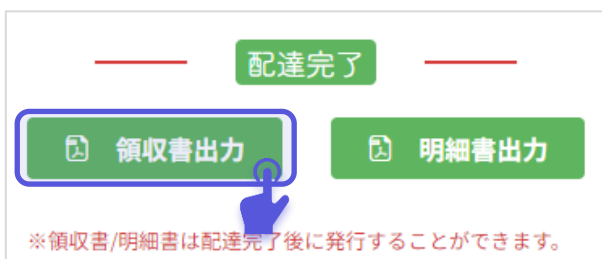 配達完了
領収書出力
明細書出力
※領収書/明細書は配達完了後に発行することができます。